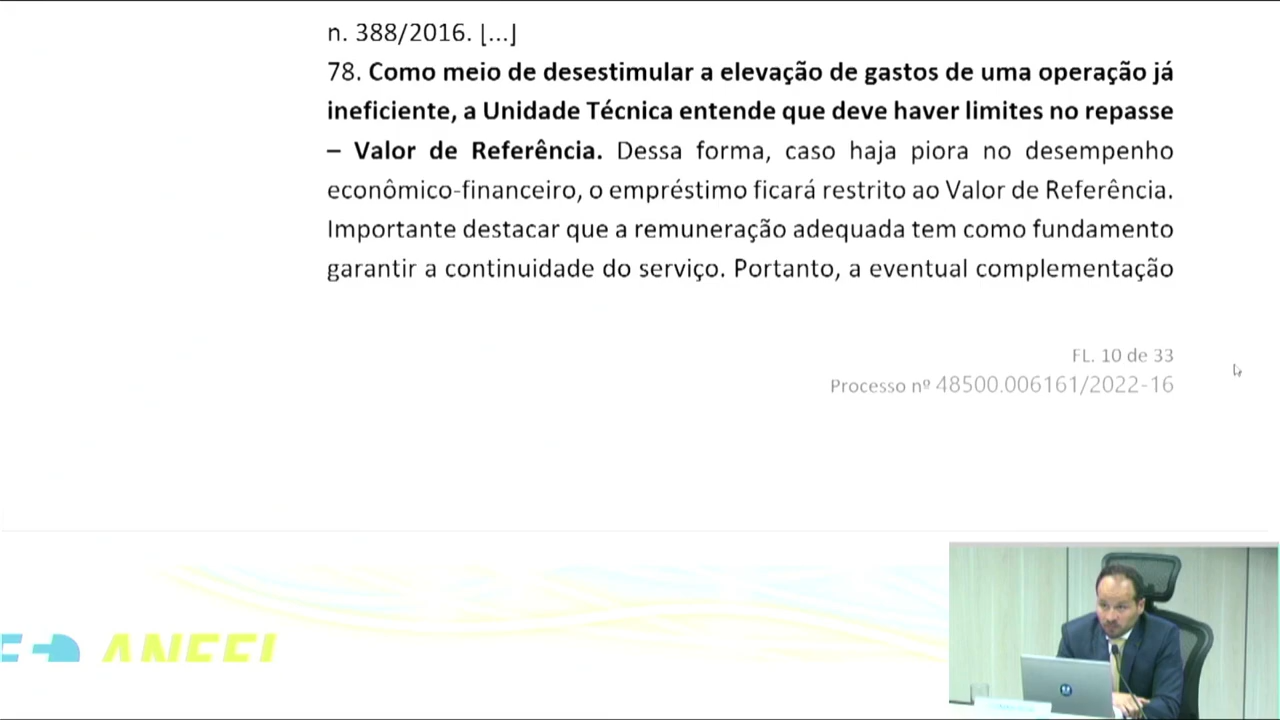 n. 388/2016. [...]
78. Como meio de desestimular a elevação de gastos de uma operação já
ineficiente, a Unidade Técnica entende que deve haver limites no repasse
– Valor de Referência. Dessa forma, caso haja piora no desempenho
econômico-financeiro, o empréstimo ficará restrito ao Valor de Referência.
Importante destacar que a remuneração adequada tem como fundamento
garantir a continuidade do serviço. Portanto, a eventual complementação
FL. 10 de 33
Processo nº 48500.006161/2022-16